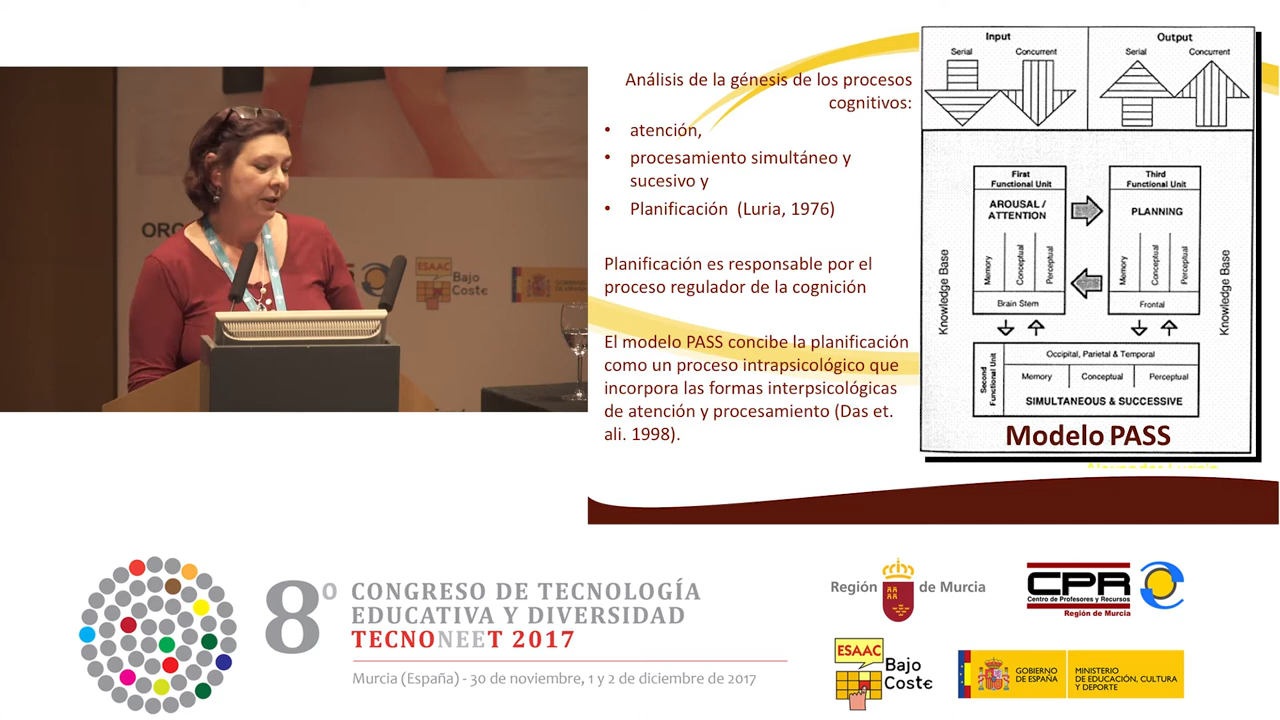 ORG
ESAAC
Bajo
Coste
GOBIERNO
DE ESPAÑA
Análisis de la génesis de los procesos
cognitivos:
• atención,
• procesamiento simultáneo y
sucesivo y
• Planificación (Luria, 1976)
Planificación es responsable por el
proceso regulador de la cognición
El modelo PASS concibe la planificación
como un proceso intrapsicológico que
incorpora las formas interpsicológicas
de atención y procesamiento (Das et.
ali. 1998).
Input
Output
Serial
Concurrent
Serial
Concurrent
First
Functional Unit
AROUSAL /
ATTENTION
Memory
Conceptual
Perceptual
Brain Stem
Third
Functional Unit
PLANNING
Memory
Conceptual
Perceptual
Frontal
Knowledge Base
Knowledge Base
Second
Functional Unit
Occipital, Parietal & Temporal
Memory
Conceptual
Perceptual
SIMULTANEOUS & SUCCESSIVE
Modelo PASS
8º
CONGRESO DE TECNOLOGÍA
EDUCATIVA Y DIVERSIDAD
TECNONEET 2017
Murcia (España) - 30 de noviembre, 1 y 2 de diciembre de 2017
Región de Murcia
CPR
Centro de Profesores y Recursos
Región de Murcia
ESAAC
Bajo
Coste
GOBIERNO
DE ESPAÑA
MINISTERIO
DE EDUCACIÓN, CULTURA
Y DEPORTE